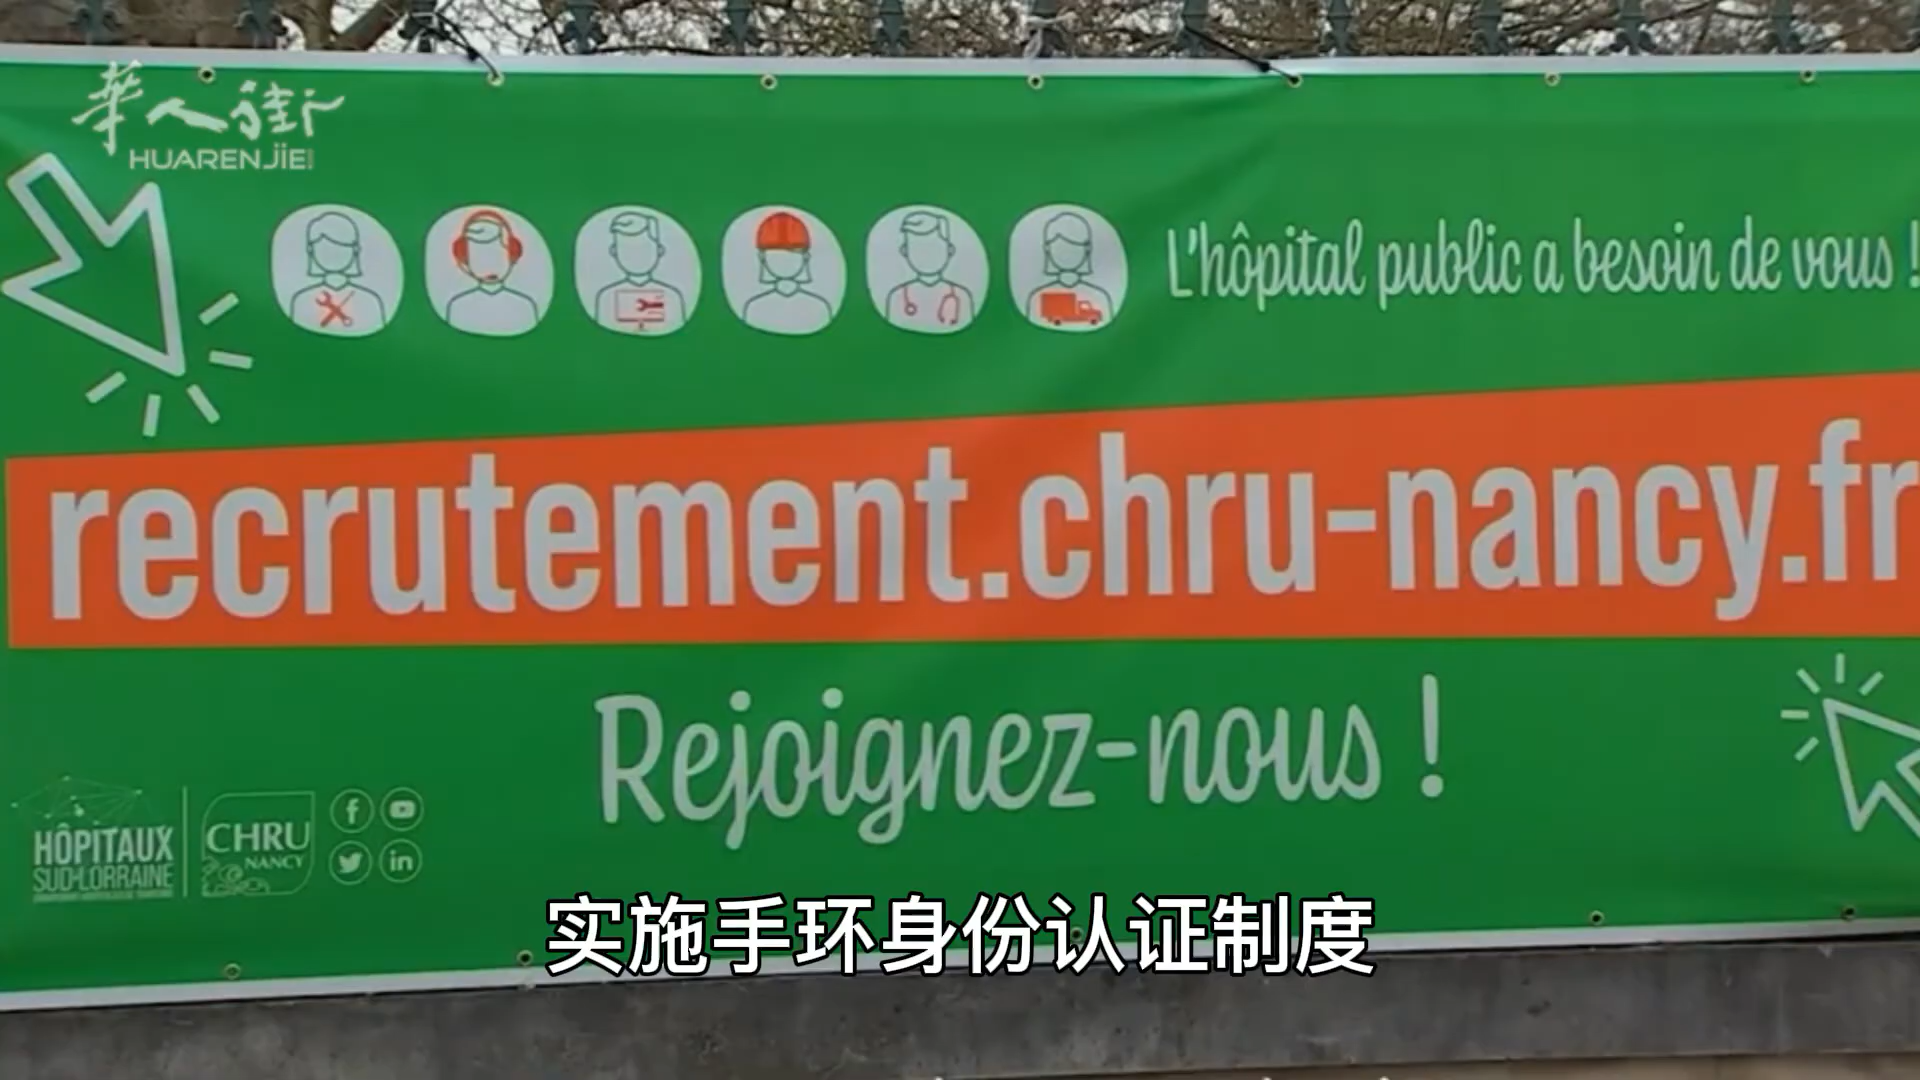 華人街
HUARENJIE
L'hôpital public a besoin de vous !
recrutement.chru-nancy.fr
Rejoignez-nous !
HÔPITAUX
SUD-LORRAINE
CHRU
NANCY
实施手环身份认证制度